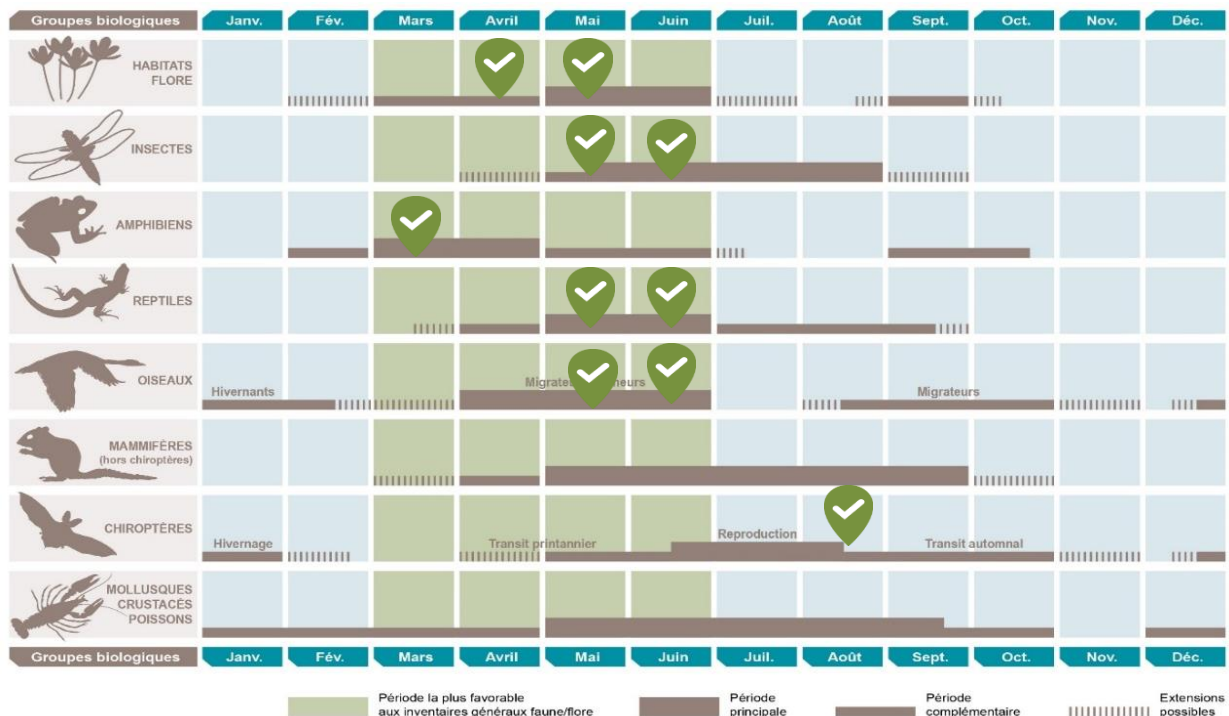 Groupes biologiques Janv. Fév. Mars Avril Mai Juin Juil. Août Sept. Oct. Nov. Déc.
HABITATS
FLORE
INSECTES
AMPHIBIENS
REPTILES
OISEAUX
Hivernants
Migrateurs
MAMMIFÈRES
(hors chiroptères)
CHIROPTÈRES
Hivernage
Transit printannier
Reproduction
Transit automnal
MOLLUSQUES
CRUSTACÉS
POISSONS
Groupes biologiques Janv. Fév. Mars Avril Mai Juin Juil. Août Sept. Oct. Nov. Déc.
Période la plus favorable
aux inventaires généraux faune/flore
Période
principale
Période
complémentaire
Extensions
possibles